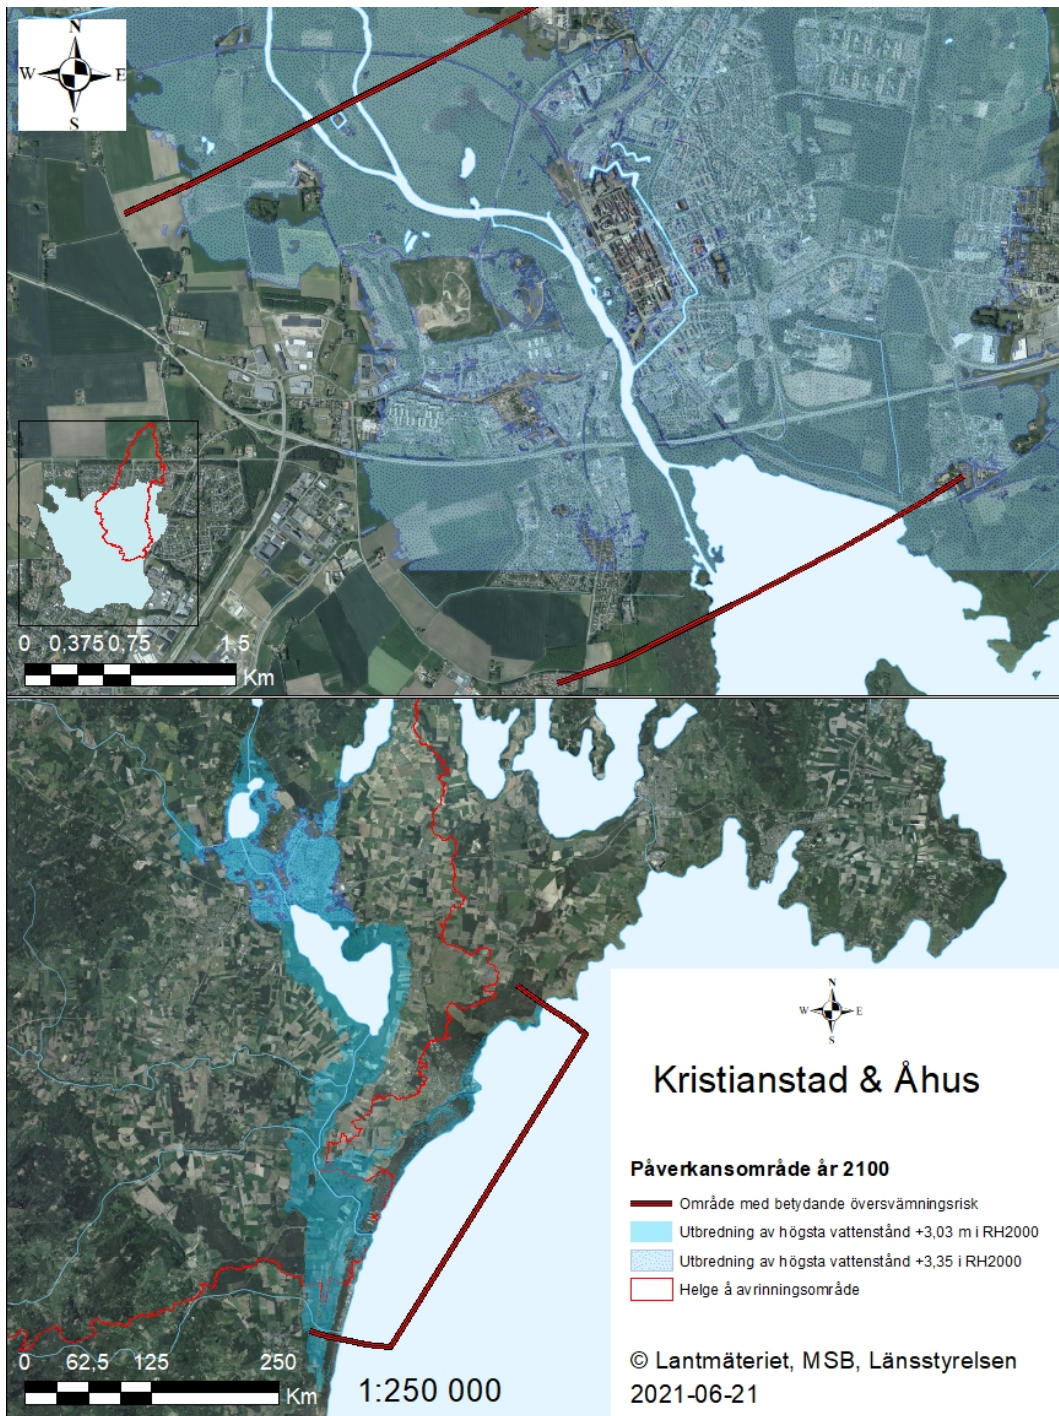 N
W E
S
0 0,375 0,75 1,5
Km
N
W E
S
Kristianstad & Åhus
Påverkansområde år 2100
Område med betydande översvämningsrisk
Utbredning av högsta vattenstånd +3,03 m i RH2000
Utbredning av högsta vattenstånd +3,35 i RH2000
Helge å avrinningsområde
0 62,5 125 250
Km
1:250 000
© Lantmäteriet, MSB, Länsstyrelsen
2021-06-21